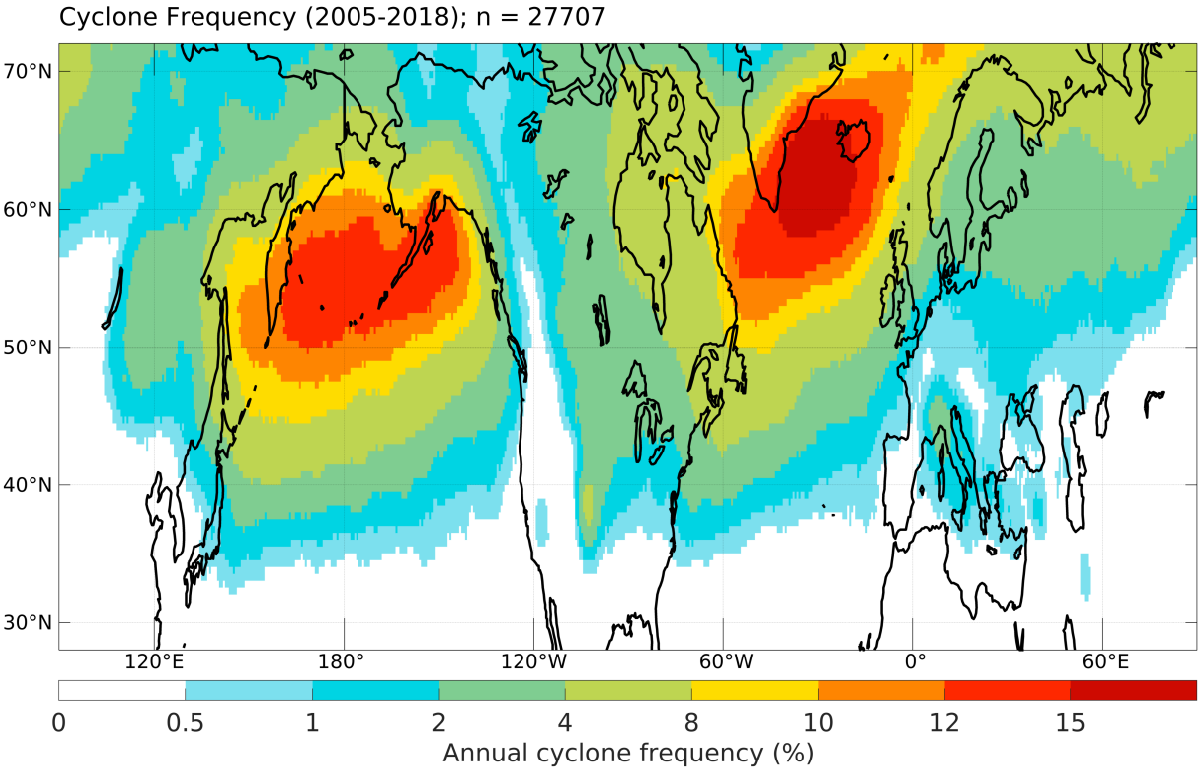 Cyclone Frequency (2005-2018); n = 27707
70°N
60°N
50°N
40°N
30°N
120°E 180° 120°W 60°W 0° 60°E
0 0.5 1 2 4 8 10 12 15
Annual cyclone frequency (%)